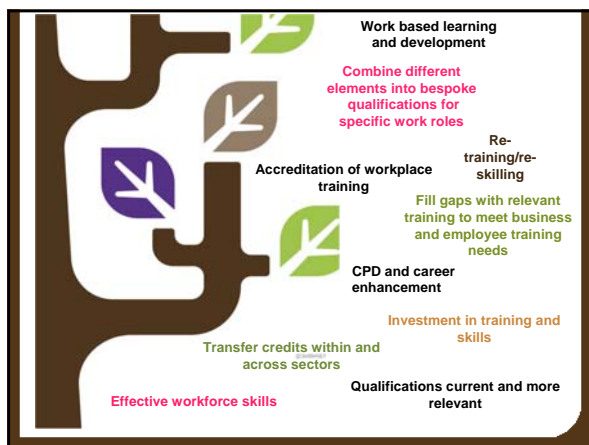 Work based learning
and development
Combine different
elements into bespoke
qualifications for
specific work roles
Re-
training/re-
skilling
Accreditation of workplace
training
Fill gaps with relevant
training to meet business
and employee training
needs
CPD and career
enhancement
Investment in training and
skills
Transfer credits within and
across sectors
Qualifications current and more
relevant
Effective workforce skills